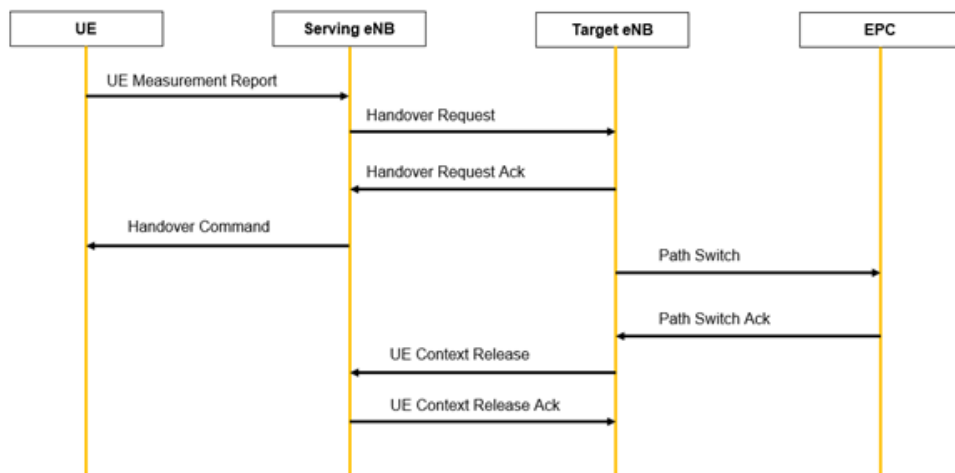 UE
Serving eNB
Target eNB
EPC
UE Measurement Report
Handover Request
Handover Request Ack
Handover Command
Path Switch
Path Switch Ack
UE Context Release
UE Context Release Ack